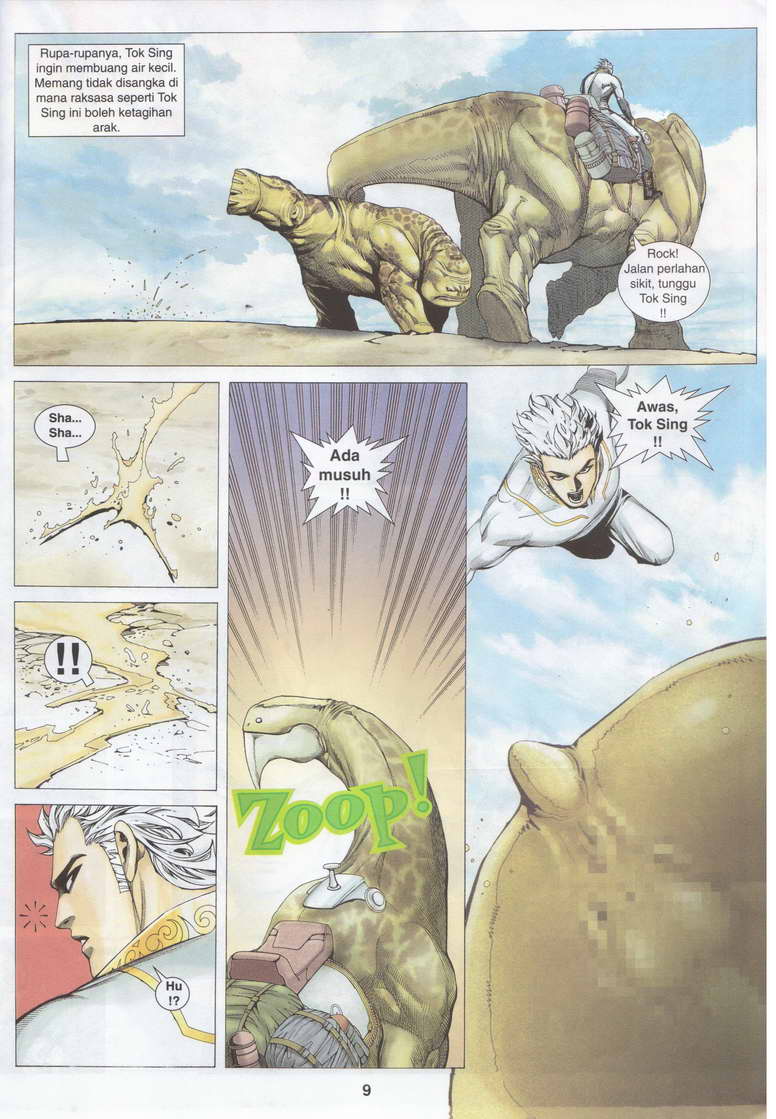 Rupa-rupanya, Tok Sing
ingin membuang air kecil.
Memang tidak disangka di
mana raksasa seperti Tok
Sing ini boleh ketagihan
arak.
Rock!
Jalan perlahan
sikit, tunggu
Tok Sing
!!
Sha...
Sha...
!!
Hu
!?
Ada
musuh
!!
Zoop!
Awas,
Tok Sing
!!
9